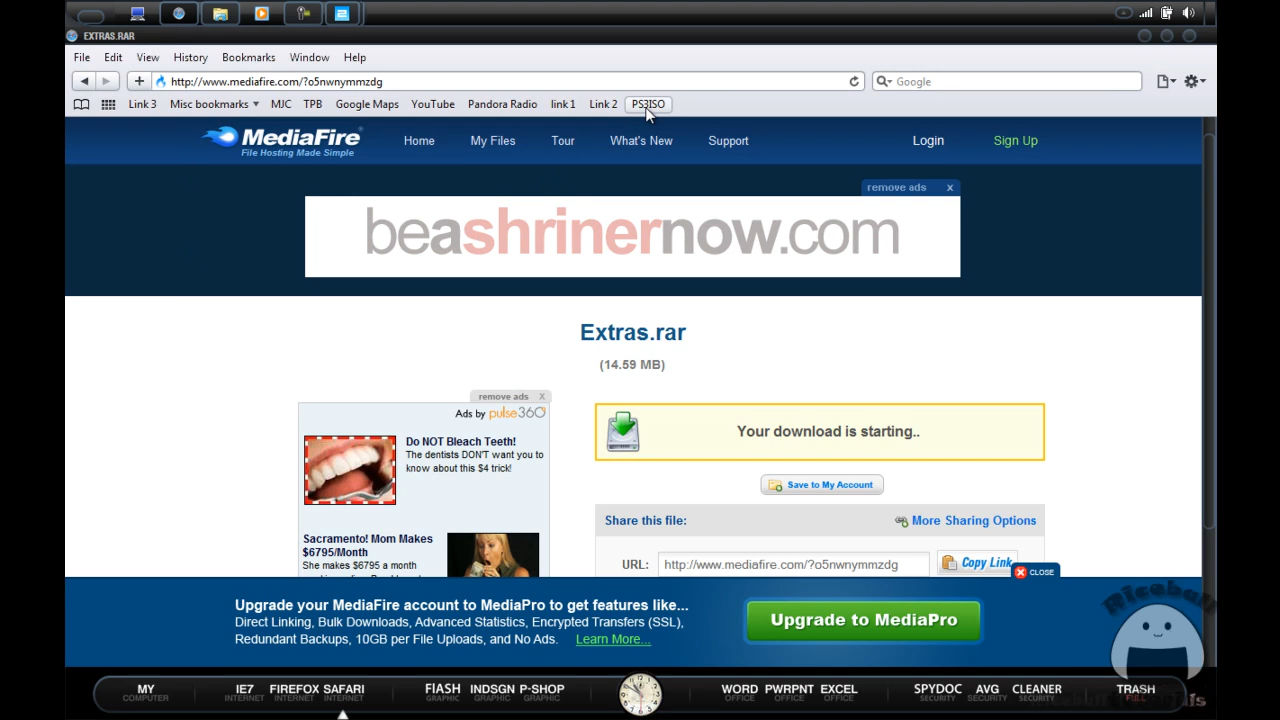 EXTRAS.RAR
File Edit View History Bookmarks Window Help
http://www.mediafire.com/?o5nwnymmzdg
Google
Link 3 Misc bookmarks MJC TPB Google Maps YouTube Pandora Radio link 1 Link 2 PS3ISO
MediaFire
File Hosting Made Simple
Home My Files Tour What's New Support Login Sign Up
remove ads x
beashrinernow.com
Extras.rar
(14.59 MB)
remove ads X
Ads by pulse360
Do NOT Bleach Teeth!
The dentists DON'T want you to
know about this $4 trick!
Sacramento! Mom Makes
$6795/Month
She makes $6795 a month
Your download is starting..
Save to My Account
Share this file: More Sharing Options
URL: http://www.mediafire.com/?o5nwnymmzdg Copy Link
CLOSE
Upgrade your MediaFire account to MediaPro to get features like...
Direct Linking, Bulk Downloads, Advanced Statistics, Encrypted Transfers (SSL),
Redundant Backups, 10GB per File Uploads, and No Ads. Learn More...
Upgrade to MediaPro
Riceball
MY IE7 FIREFOX SAFARI FlASH INDSGN P-SHOP WORD PWRPNT EXCEL SPYDOC AVG CLEANER TRASH
COMPUTER INTERNET INTERNET INTERNET GRAPHIC GRAPHIC GRAPHIC OFFICE OFFICE OFFICE SECURITY SECURITY SECURITY FULL